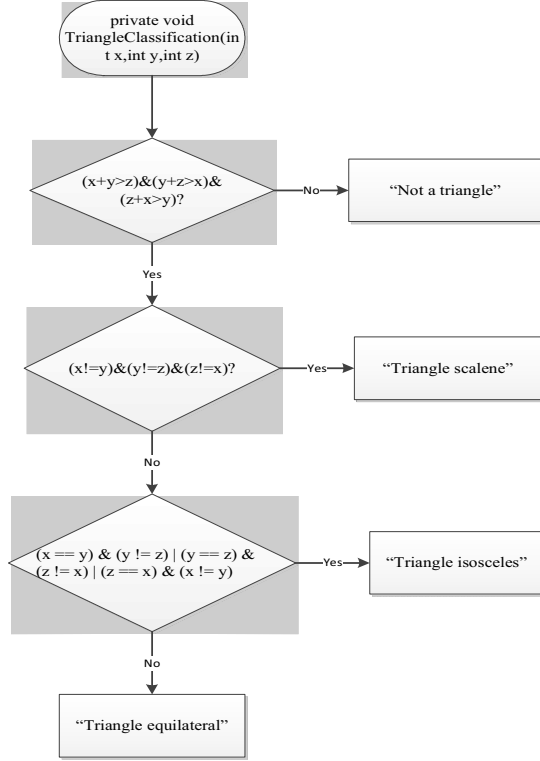 private void
TriangleClassification(in
t x,int y,int z)
(x+y>z)&(y+z>x)&
(z+x>y)?
No
“Not a triangle”
Yes
(x!=y)&(y!=z)&(z!=x)?
Yes
“Triangle scalene”
No
(x == y) & (y != z) | (y == z) &
(z != x) | (z == x) & (x != y)
Yes
“Triangle isosceles”
No
“Triangle equilateral”